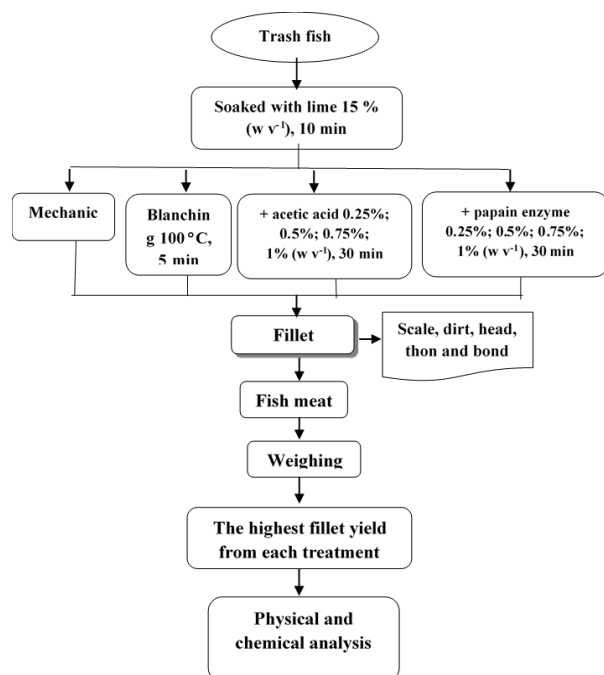 Trash fish
Soaked with lime 15 %
(w v⁻¹), 10 min
Mechanic
Blanchin
g 100 °C,
5 min
+ acetic acid 0.25%;
0.5%; 0.75%;
1% (w v⁻¹), 30 min
+ papain enzyme
0.25%; 0.5%; 0.75%;
1% (w v⁻¹), 30 min
Fillet
Scale, dirt, head,
thon and bond
Fish meat
Weighing
The highest fillet yield
from each treatment
Physical and
chemical analysis